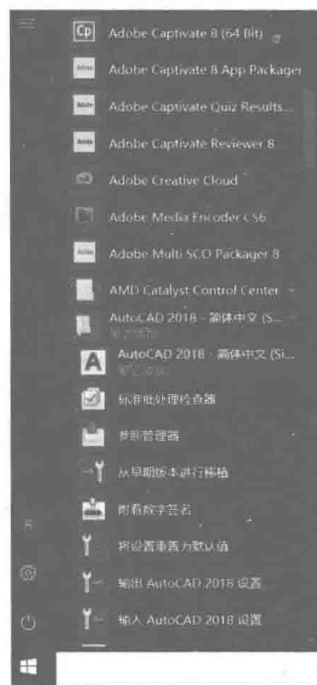 Cp
Adobe Captivate 8 (64 Bit)
Adobe Captivate 8 App Packager
Adobe Captivate Quiz Results...
Adobe Captivate Reviewer 8
Adobe Creative Cloud
Adobe Media Encoder CS6
Adobe Multi SCO Packager 8
AMD Catalyst Control Center
AutoCAD 2018 - 简体中文 (S...
A
AutoCAD 2018 - 简体中文 (Si...
标准批处理检查器
参照管理器
从早期版本进行移植
附着数字签名
将设置重置为默认值
输出 AutoCAD 2018 设置
输入 AutoCAD 2018 设置